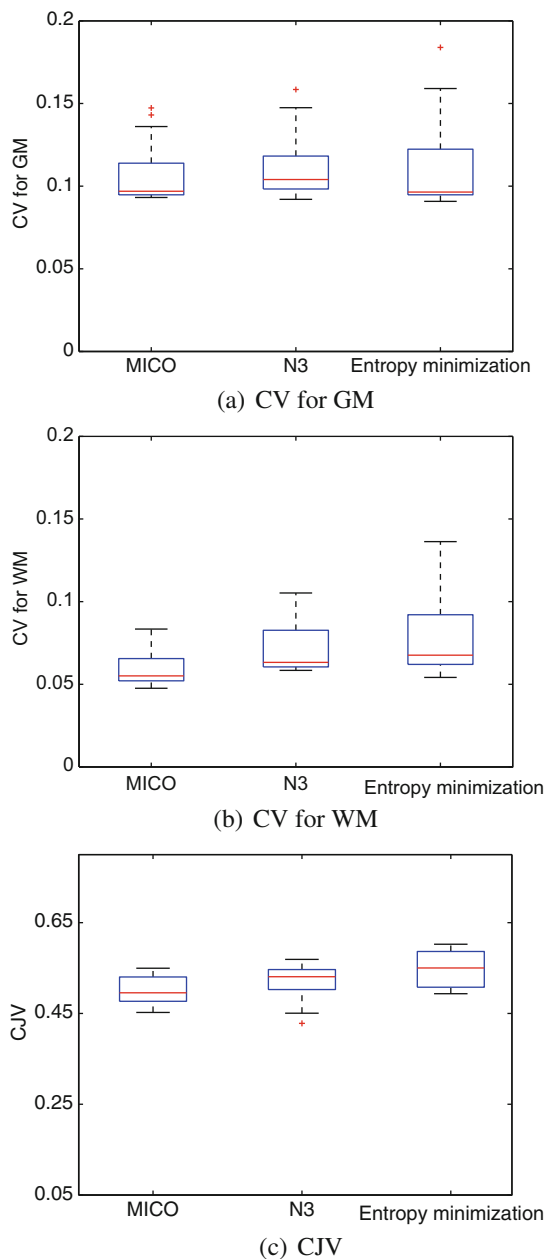 0.2
0.15
0.1
0.05
0
CV for GM
MICO
N3
Entropy minimization
(a) CV for GM
0.2
0.15
0.1
0.05
0
CV for WM
MICO
N3
Entropy minimization
(b) CV for WM
0.65
0.45
0.25
0.05
CJV
MICO
N3
Entropy minimization
(c) CJV